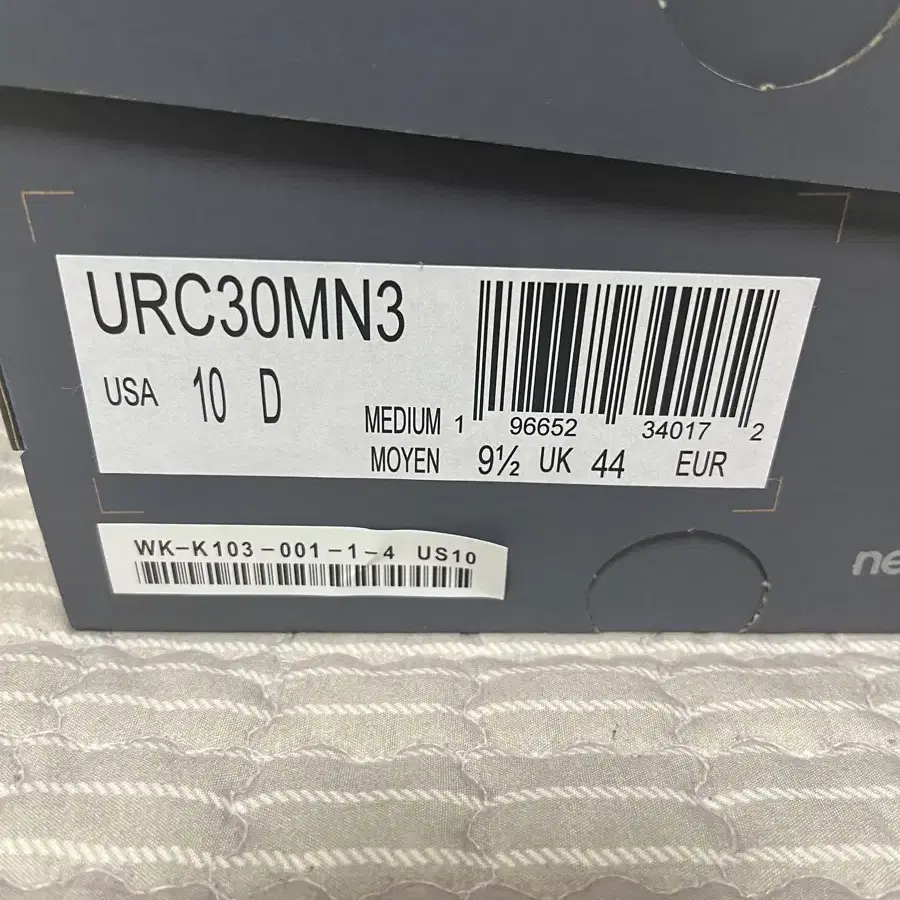 URC30MN3
USA 10 D
MEDIUM
MOYEN
1 96652 34017 2
9½ UK 44 EUR
WK-K103-001-1-4 US10
ne